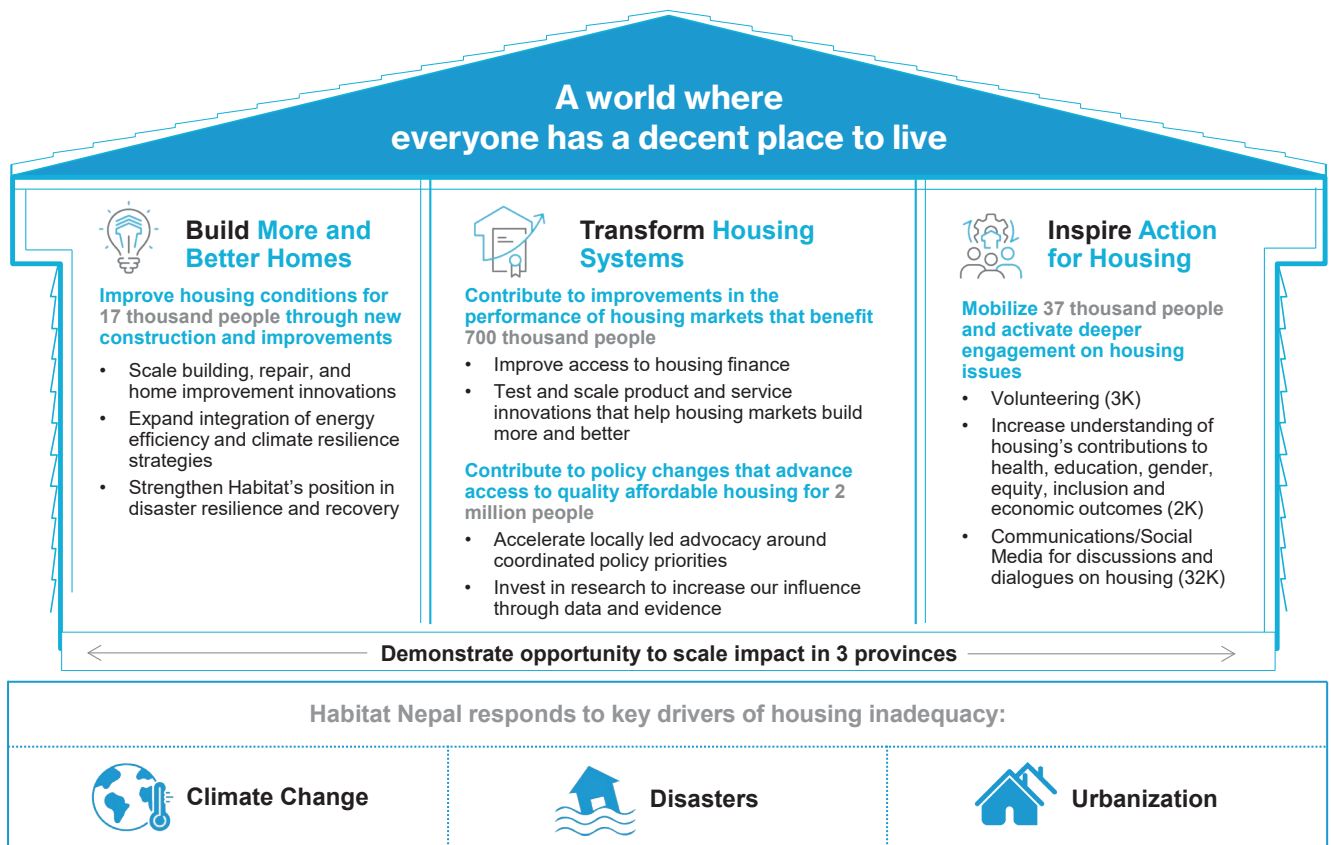 A world where
everyone has a decent place to live
Build More and
Better Homes
Improve housing conditions for
17 thousand people through new
construction and improvements
• Scale building, repair, and
home improvement innovations
• Expand integration of energy
efficiency and climate resilience
strategies
• Strengthen Habitat's position in
disaster resilience and recovery
Transform Housing
Systems
Contribute to improvements in the
performance of housing markets that benefit
700 thousand people
• Improve access to housing finance
• Test and scale product and service
innovations that help housing markets build
more and better
Contribute to policy changes that advance
access to quality affordable housing for 2
million people
• Accelerate locally led advocacy around
coordinated policy priorities
• Invest in research to increase our influence
through data and evidence
Inspire Action
for Housing
Mobilize 37 thousand people
and activate deeper
engagement on housing
issues
• Volunteering (3K)
• Increase understanding of
housing's contributions to
health, education, gender,
equity, inclusion and
economic outcomes (2K)
• Communications/Social
Media for discussions and
dialogues on housing (32K)
Demonstrate opportunity to scale impact in 3 provinces
Habitat Nepal responds to key drivers of housing inadequacy:
Climate Change
Disasters
Urbanization